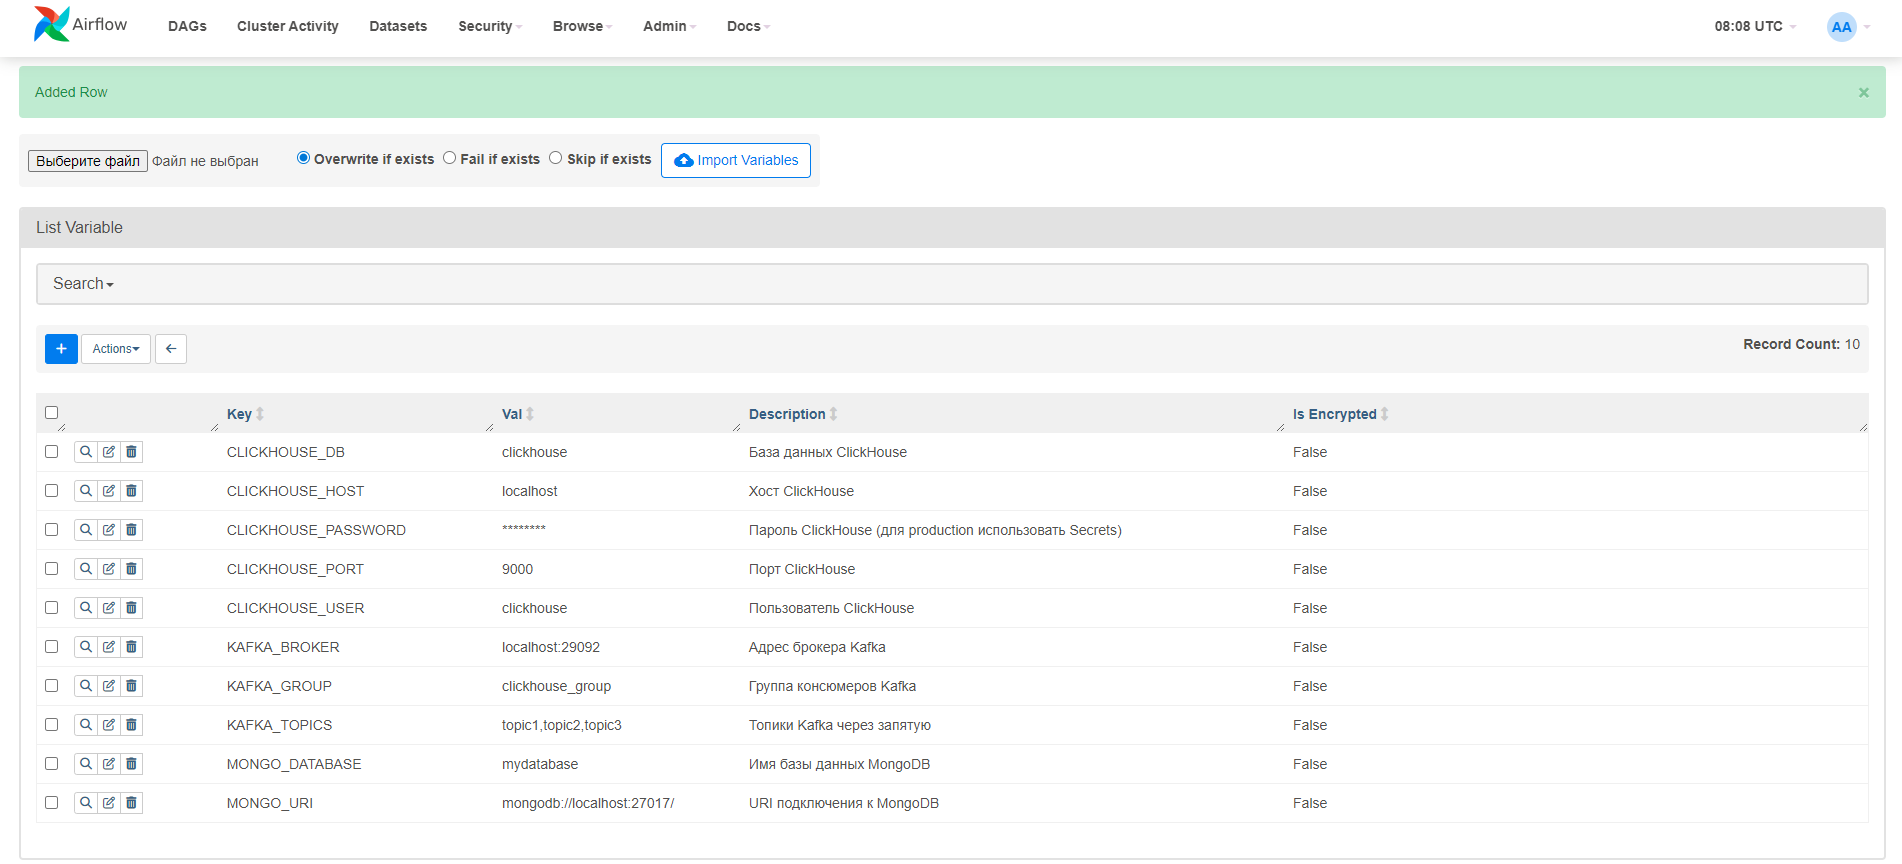 Airflow DAGs Cluster Activity Datasets Security Browse Admin Docs 08:08 UTC AA
Added Row ×
Выберите файл Файл не выбран Overwrite if exists Fail if exists Skip if exists Import Variables
List Variable
Search
+ Actions ← Record Count: 10
Key Val Description Is Encrypted
CLICKHOUSE_DB clickhouse База данных ClickHouse False
CLICKHOUSE_HOST localhost Хост ClickHouse False
CLICKHOUSE_PASSWORD ******** Пароль ClickHouse (для production использовать Secrets) False
CLICKHOUSE_PORT 9000 Порт ClickHouse False
CLICKHOUSE_USER clickhouse Пользователь ClickHouse False
KAFKA_BROKER localhost:29092 Адрес брокера Kafka False
KAFKA_GROUP clickhouse_group Группа консюмеров Kafka False
KAFKA_TOPICS topic1,topic2,topic3 Топики Kafka через запятую False
MONGO_DATABASE mydatabase Имя базы данных MongoDB False
MONGO_URI mongodb://localhost:27017/ URI подключения к MongoDB False